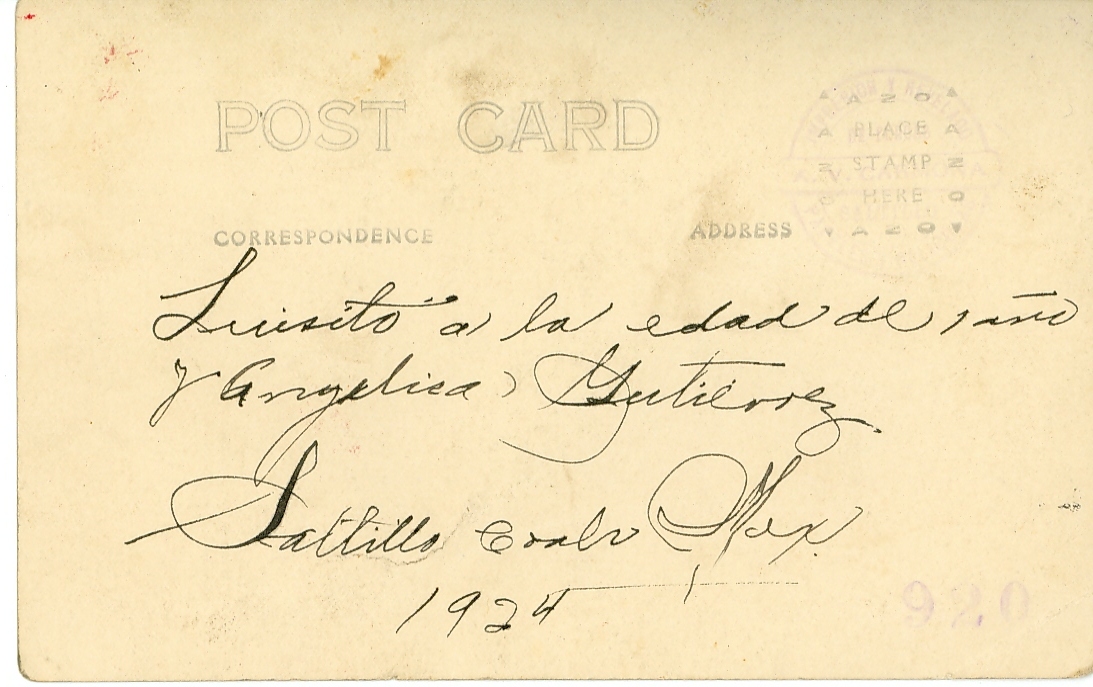 POST CARD
AZO
PLACE
STAMP
HERE
AZO
CORRESPONDENCE
ADDRESS
Luisito a la edad de 1 año
y Angelica Gutiérrez
Saltillo Coah Mex
1924
920